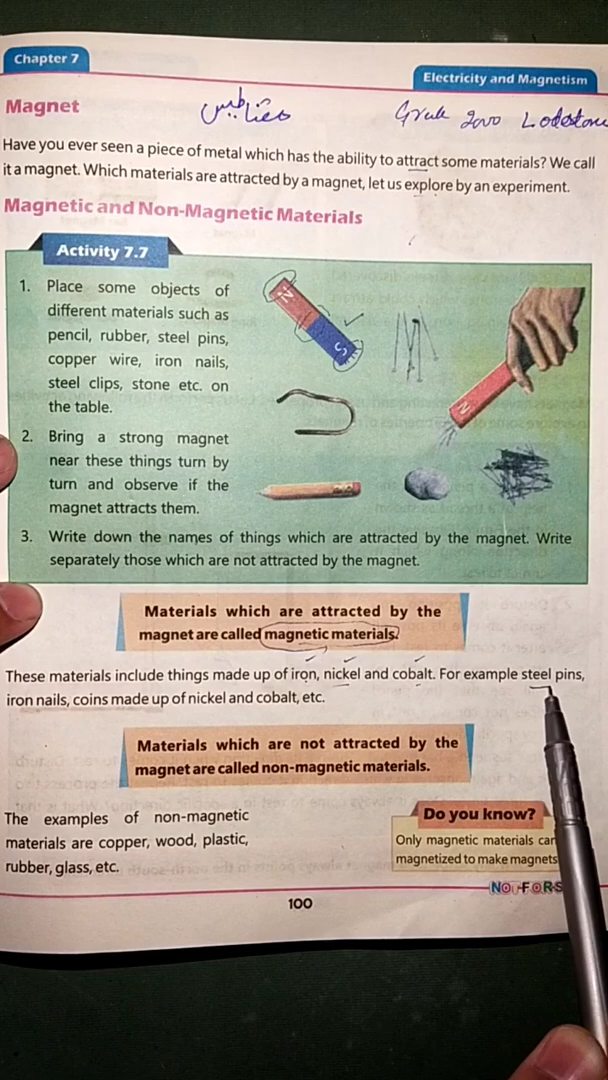 Chapter 7
Electricity and Magnetism
Magnet مقناطیس Greek 2000 Lodestone
Have you ever seen a piece of metal which has the ability to attract some materials? We call
it a magnet. Which materials are attracted by a magnet, let us explore by an experiment.
Magnetic and Non-Magnetic Materials
Activity 7.7
1. Place some objects of
different materials such as
pencil, rubber, steel pins,
copper wire, iron nails,
steel clips, stone etc. on
the table.
2. Bring a strong magnet
near these things turn by
turn and observe if the
magnet attracts them.
N
S
N
3. Write down the names of things which are attracted by the magnet. Write
separately those which are not attracted by the magnet.
Materials which are attracted by the
magnet are called magnetic materials.
These materials include things made up of iron, nickel and cobalt. For example steel pins,
iron nails, coins made up of nickel and cobalt, etc.
Materials which are not attracted by the
magnet are called non-magnetic materials.
The examples of non-magnetic
materials are copper, wood, plastic,
rubber, glass, etc.
Do you know?
Only magnetic materials can
magnetized to make magnets
NOT FOR S
100